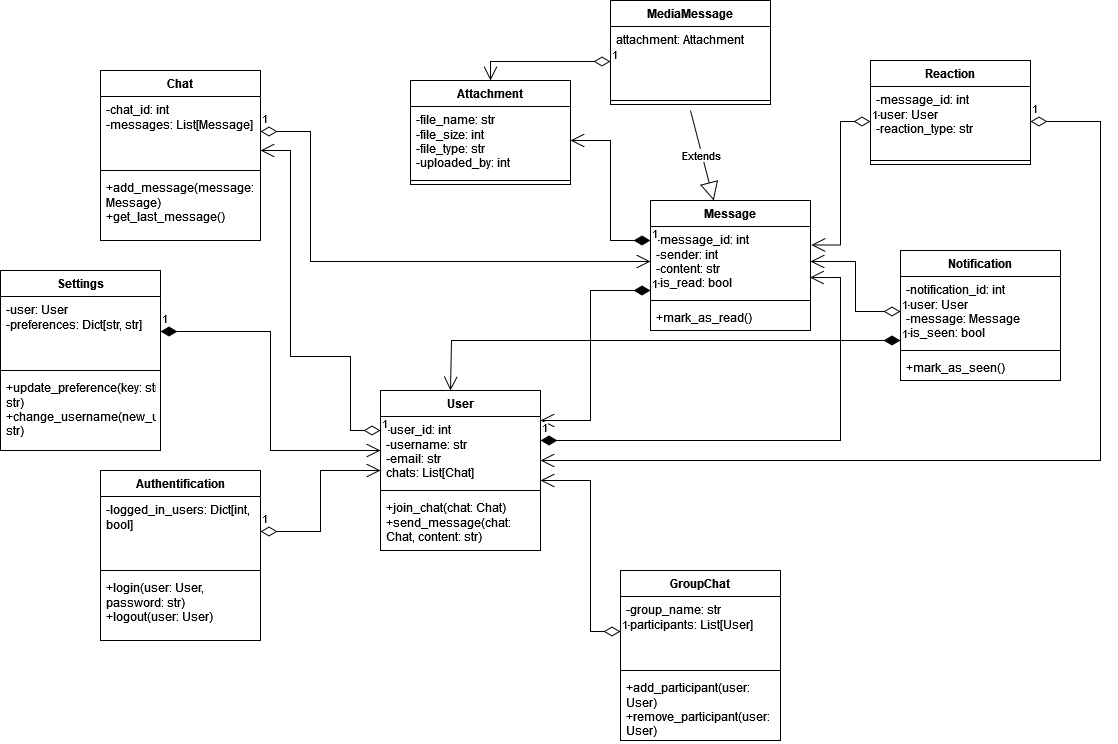 MediaMessage
attachment: Attachment
1
Chat
-chat_id: int
-messages: List[Message]
1
+add_message(message:
Message)
+get_last_message()
Attachment
-file_name: str
-file_size: int
-file_type: str
-uploaded_by: int
Reaction
-message_id: int
1
-user: User
-reaction_type: str
1
Extends
Message
1
-message_id: int
-sender: int
-content: str
1
-is_read: bool
+mark_as_read()
Notification
-notification_id: int
1
-user: User
-message: Message
1
-is_seen: bool
+mark_as_seen()
Settings
-user: User
-preferences: Dict[str, str]
1
+update_preference(key: str
str)
+change_username(new_u
str)
User
1
-user_id: int
-username: str
-email: str
chats: List[Chat]
1
+join_chat(chat: Chat)
+send_message(chat:
Chat, content: str)
Authentification
-logged_in_users: Dict[int,
bool]
1
+login(user: User,
password: str)
+logout(user: User)
GroupChat
-group_name: str
1
-participants: List[User]
+add_participant(user:
User)
+remove_participant(user:
User)